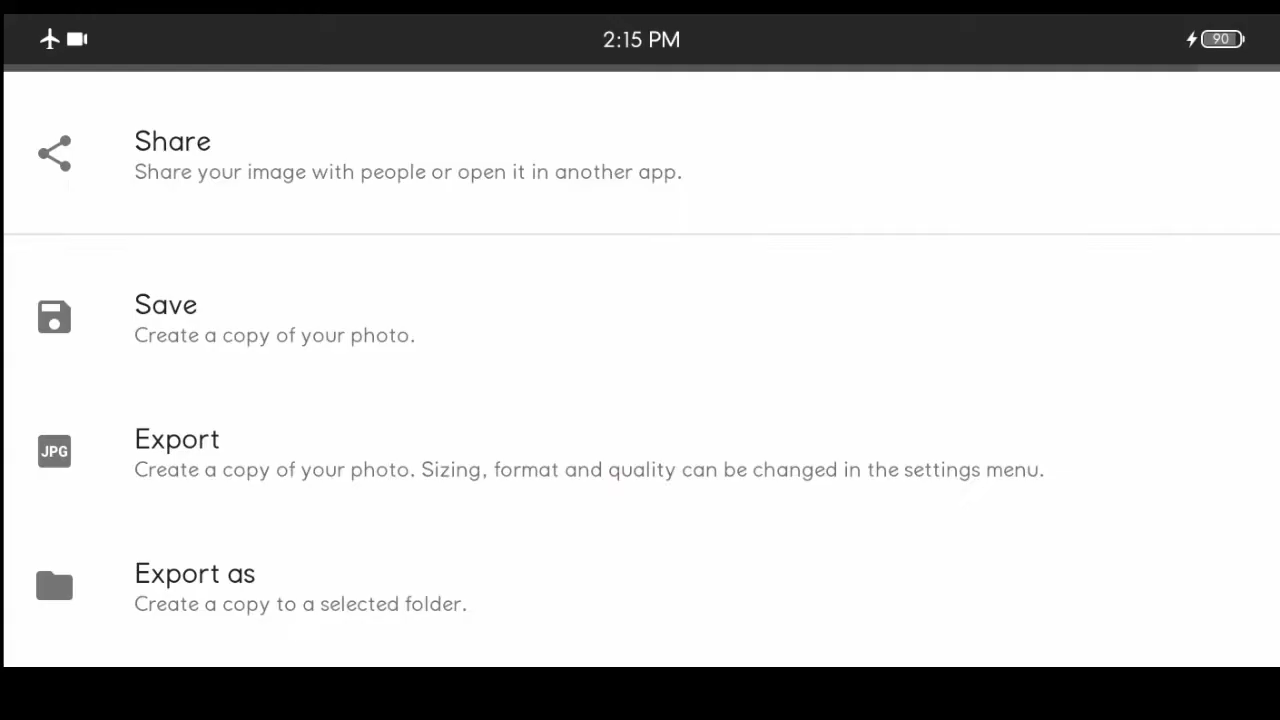 2:15 PM
90
Share
Share your image with people or open it in another app.
Save
Create a copy of your photo.
JPG
Export
Create a copy of your photo. Sizing, format and quality can be changed in the settings menu.
Export as
Create a copy to a selected folder.